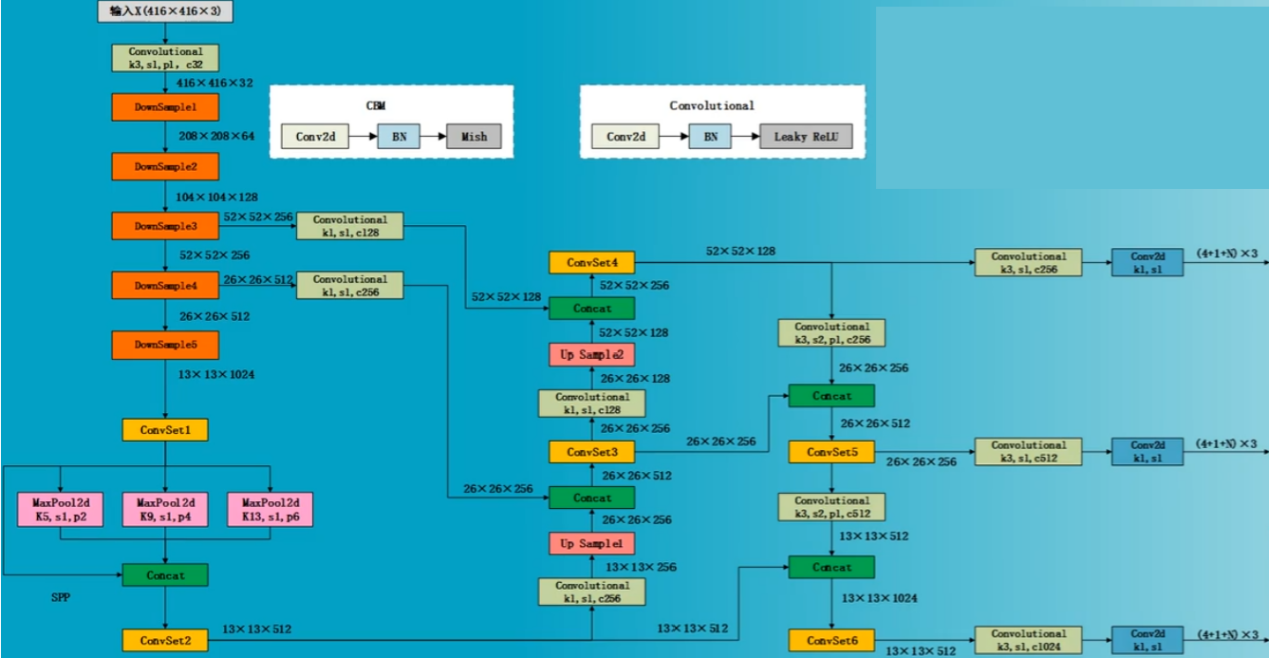 输入X(416×416×3)
Convolutional
k3,s1,p1, c32
416×416×32
DownSample1
208×208×64
DownSample2
104×104×128
DownSample3
52×52×256
Convolutional
k1,s1,c128
52×52×256
DownSample4
26×26×512
Convolutional
k1,s1,c256
26×26×512
DownSample5
13×13×1024
ConvSet1
MaxPool2d
K5,s1,p2
MaxPool2d
K9,s1,p4
MaxPool2d
K13,s1,p6
Concat
SPP
ConvSet2
13×13×512
CBM
Conv2d
BN
Mish
Convolutional
Conv2d
BN
Leaky ReLU
ConvSet4
52×52×256
52×52×128
Concat
52×52×128
Up Sample2
26×26×128
Convolutional
k1,s1,c128
26×26×256
ConvSet3
26×26×512
26×26×256
Concat
26×26×256
Up Sample1
13×13×256
Convolutional
k1,s1,c256
52×52×128
Convolutional
k3,s1,c256
Conv2d
k1,s1
(4+1+N)×3
Convolutional
k3,s2,p1,c256
26×26×256
Concat
26×26×256
26×26×512
ConvSet5
26×26×256
Convolutional
k3,s1,c512
Conv2d
k1,s1
(4+1+N)×3
Convolutional
k3,s2,p1,c512
13×13×512
Concat
13×13×512
13×13×1024
ConvSet6
13×13×512
Convolutional
k3,s1,c1024
Conv2d
k1,s1
(4+1+N)×3